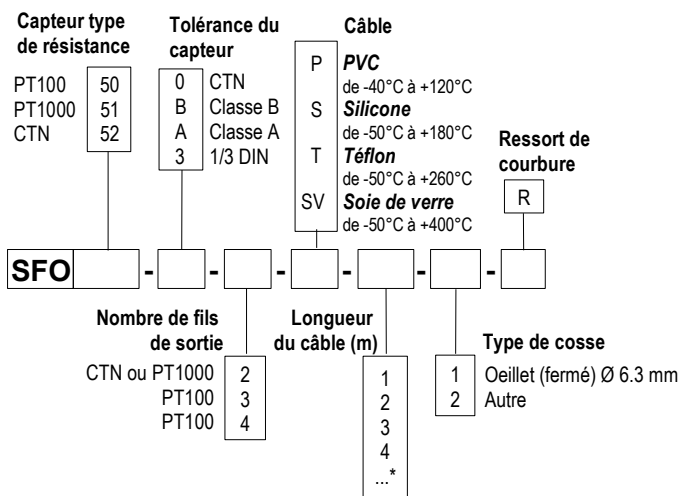 Capteur type
de résistance
PT100 50
PT1000 51
CTN 52
Tolérance du
capteur
0 CTN
B Classe B
A Classe A
3 1/3 DIN
Câble
P PVC
de -40°C à +120°C
S Silicone
de -50°C à +180°C
T Téflon
de -50°C à +260°C
SV Soie de verre
de -50°C à +400°C
Ressort de
courbure
R
SFO - - - - - -
Nombre de fils
de sortie
CTN ou PT1000 2
PT100 3
PT100 4
Longueur
du câble (m)
1
2
3
4
...*
Type de cosse
1 Oeillet (fermé) Ø 6.3 mm
2 Autre